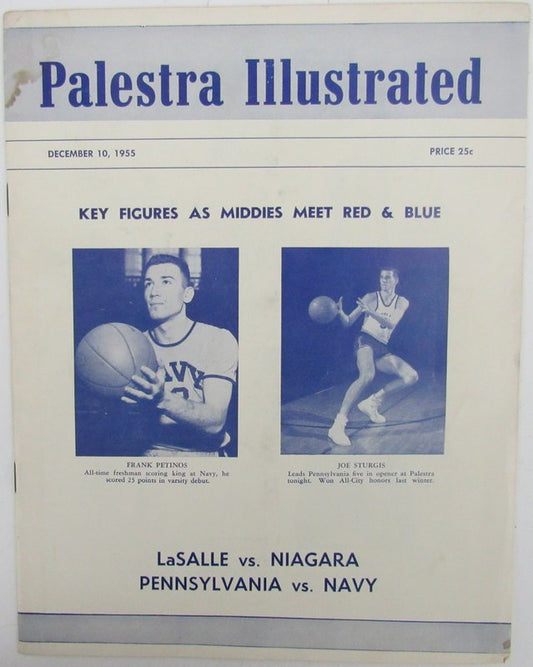 Palestra Illustrated
DECEMBER 10, 1955
PRICE 25c
KEY FIGURES AS MIDDIES MEET RED & BLUE
NAVY
FRANK PETINOS
All-time freshman scoring king at Navy, he
scored 25 points in varsity debut.
JOE STURGIS
Leads Pennsylvania five in opener at Palestra
tonight. Won All-City honors last winter.
LaSALLE vs. NIAGARA
PENNSYLVANIA vs. NAVY